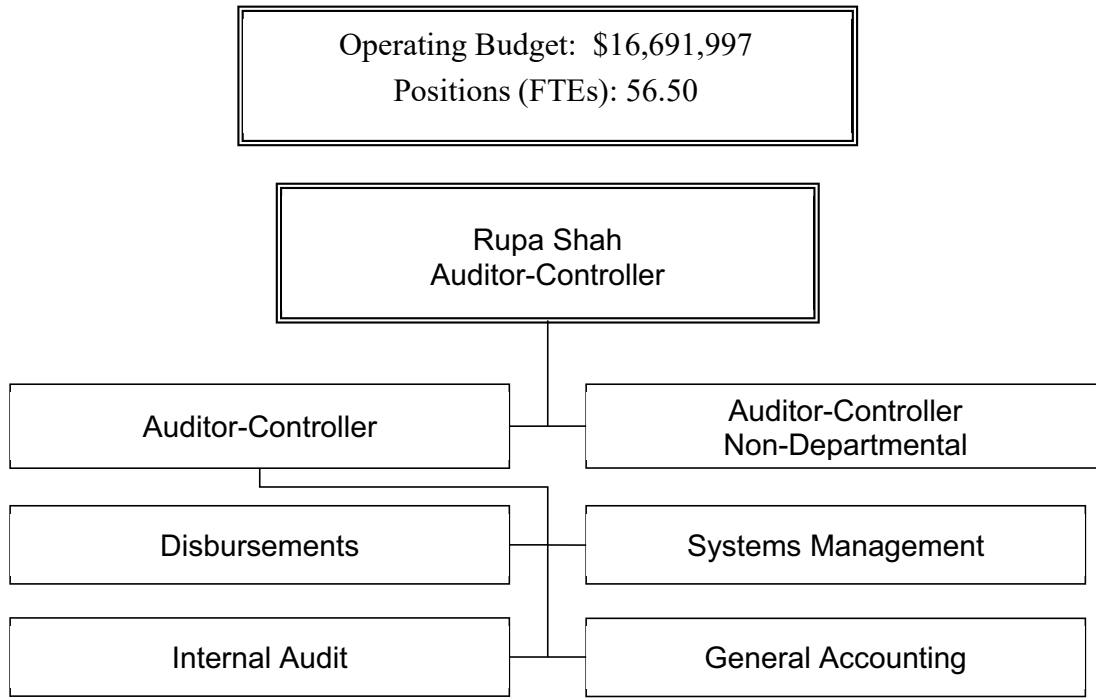 Operating Budget:  $16,691,997
Positions (FTEs): 56.50
Rupa Shah
Auditor-Controller
Auditor-Controller
Auditor-Controller
Non-Departmental
Disbursements
Systems Management
Internal Audit
General Accounting